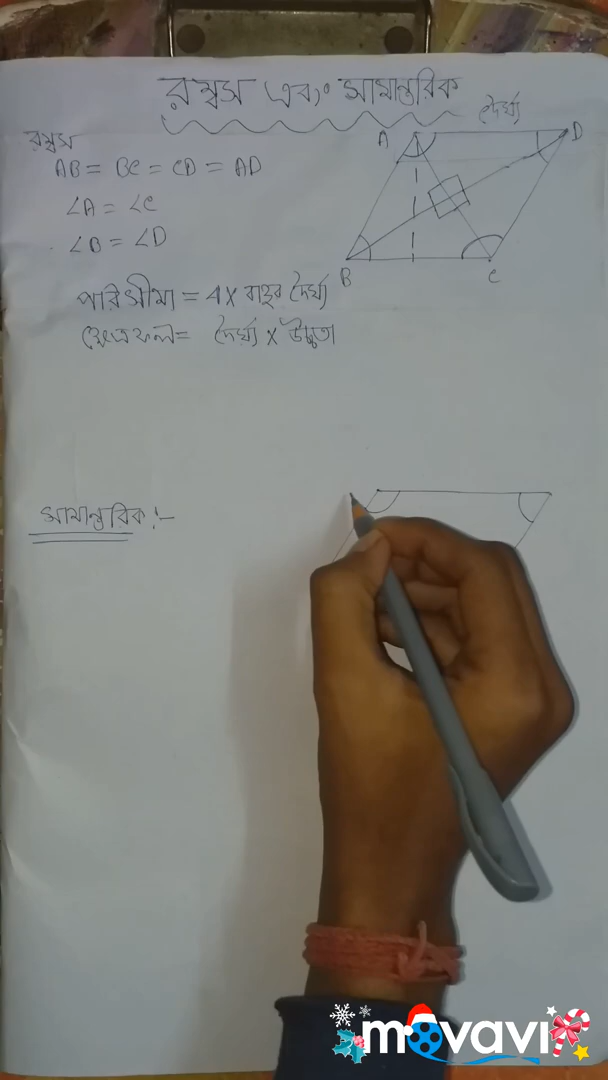 রম্বস এবং সামান্তরিক
দৈর্ঘ্য
রম্বস
A D
AB = BC = CD = AD
∠A = ∠C
∠B = ∠D
B C
পরিসীমা = 4 X বাহুর দৈর্ঘ্য
ক্ষেত্রফল = দৈর্ঘ্য X উচ্চতা
সামান্তরিক :-
movavi